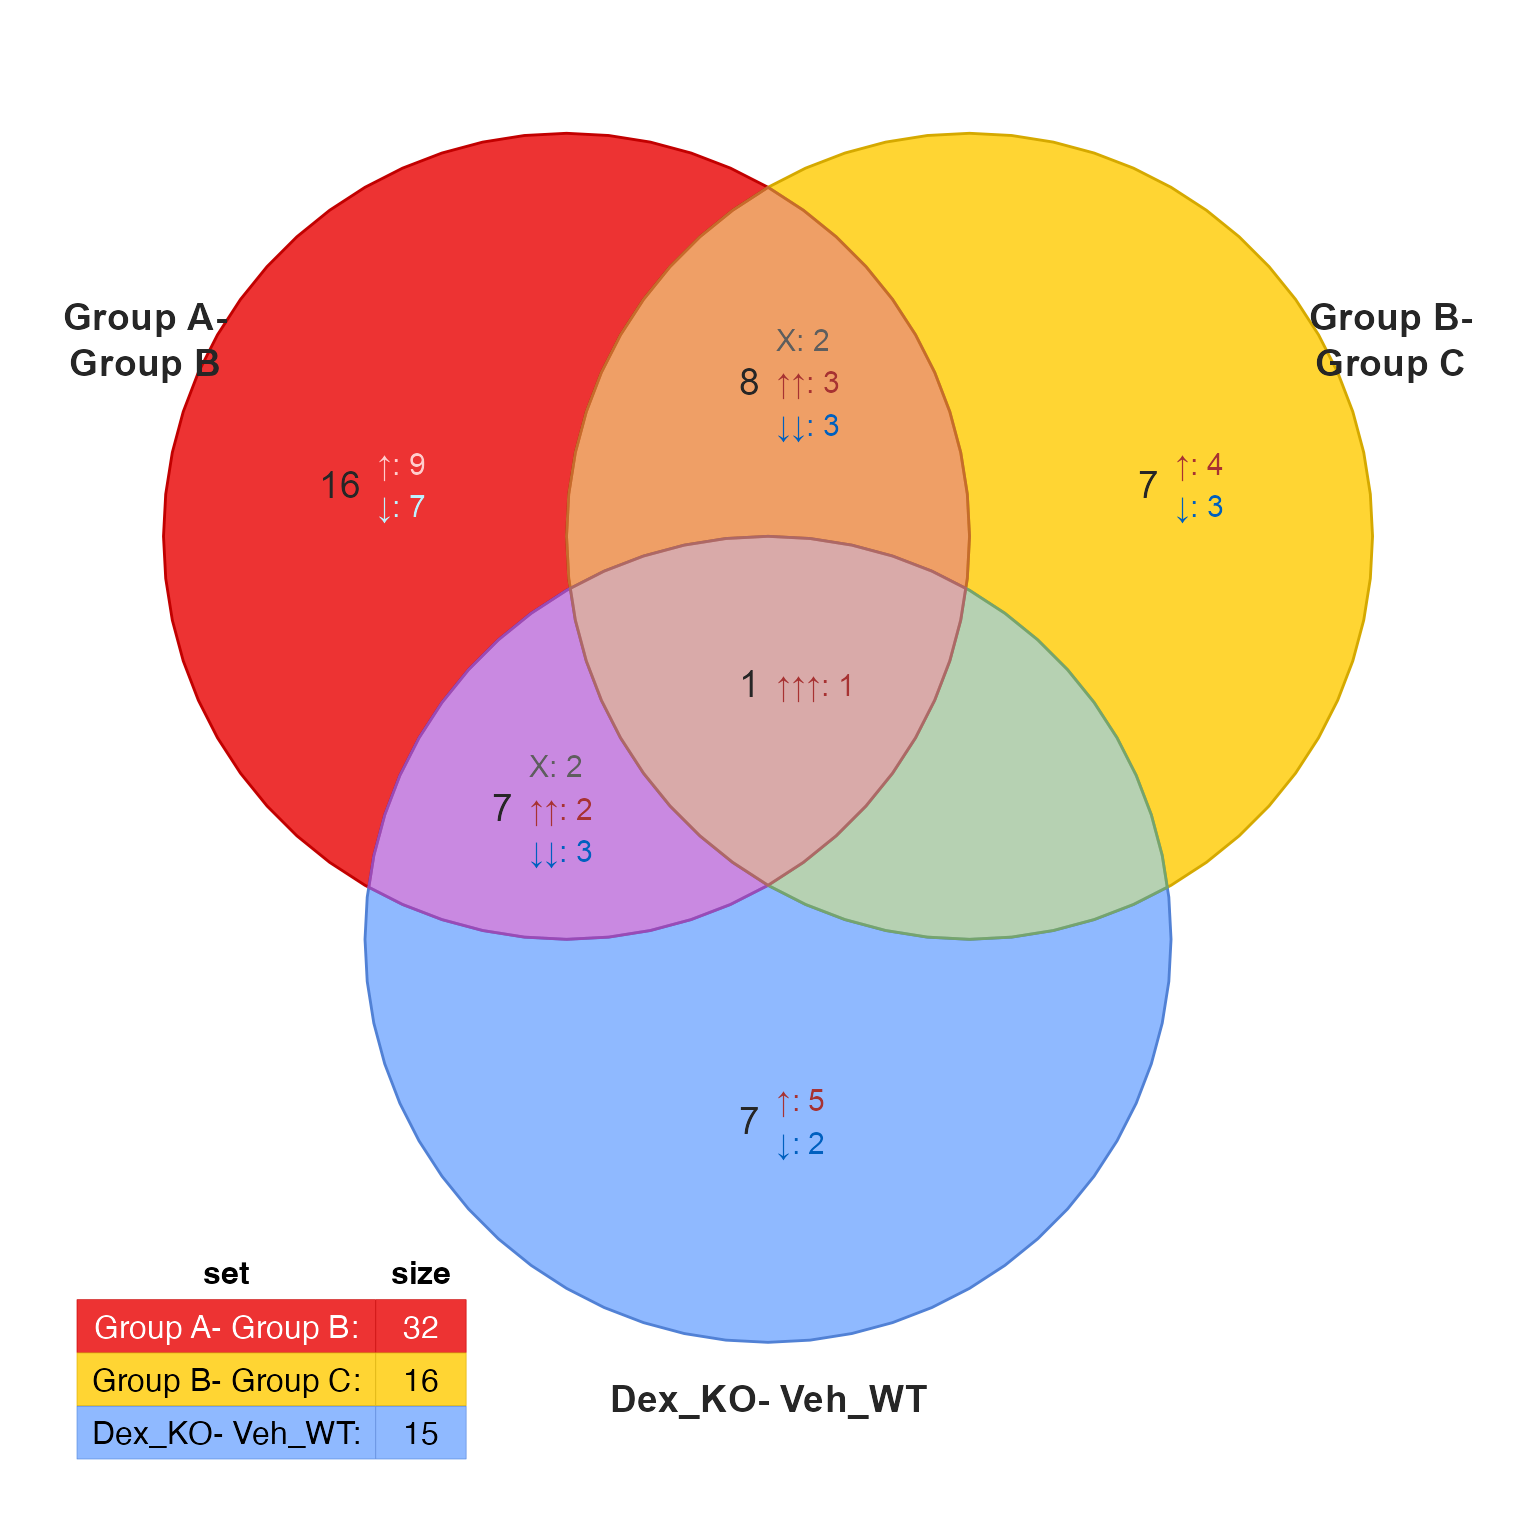 Group A-
Group B
Group B-
Group C
X: 2
8 ↑↑: 3
↓↓: 3
16 ↑: 9
↓: 7
7 ↑: 4
↓: 3
1 ↑↑↑: 1
X: 2
7 ↑↑: 2
↓↓: 3
7 ↑: 5
↓: 2
set size
Group A- Group B: 32
Group B- Group C: 16
Dex_KO- Veh_WT: 15
Dex_KO- Veh_WT